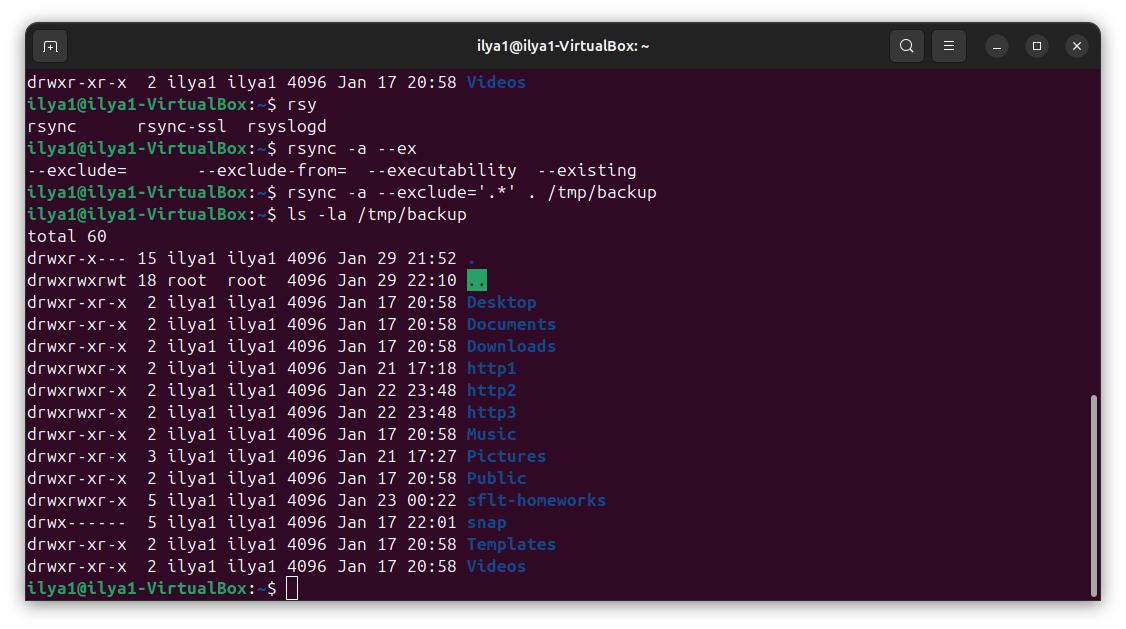 ilya1@ilya1-VirtualBox: ~
drwxr-xr-x  2 ilya1 ilya1 4096 Jan 17 20:58 Videos
ilya1@ilya1-VirtualBox:~$ rsy
rsync      rsync-ssl  rsyslogd
ilya1@ilya1-VirtualBox:~$ rsync -a --ex
--exclude=       --exclude-from=  --executability  --existing
ilya1@ilya1-VirtualBox:~$ rsync -a --exclude='.*' . /tmp/backup
ilya1@ilya1-VirtualBox:~$ ls -la /tmp/backup
total 60
drwxr-x--- 15 ilya1 ilya1 4096 Jan 29 21:52 .
drwxrwxrwt 18 root  root  4096 Jan 29 22:10 ..
drwxr-xr-x  2 ilya1 ilya1 4096 Jan 17 20:58 Desktop
drwxr-xr-x  2 ilya1 ilya1 4096 Jan 17 20:58 Documents
drwxr-xr-x  2 ilya1 ilya1 4096 Jan 17 20:58 Downloads
drwxrwxr-x  2 ilya1 ilya1 4096 Jan 21 17:18 http1
drwxrwxr-x  2 ilya1 ilya1 4096 Jan 22 23:48 http2
drwxrwxr-x  2 ilya1 ilya1 4096 Jan 22 23:48 http3
drwxr-xr-x  2 ilya1 ilya1 4096 Jan 17 20:58 Music
drwxr-xr-x  3 ilya1 ilya1 4096 Jan 21 17:27 Pictures
drwxr-xr-x  2 ilya1 ilya1 4096 Jan 17 20:58 Public
drwxrwxr-x  5 ilya1 ilya1 4096 Jan 23 00:22 sflt-homeworks
drwx------  5 ilya1 ilya1 4096 Jan 17 22:01 snap
drwxr-xr-x  2 ilya1 ilya1 4096 Jan 17 20:58 Templates
drwxr-xr-x  2 ilya1 ilya1 4096 Jan 17 20:58 Videos
ilya1@ilya1-VirtualBox:~$